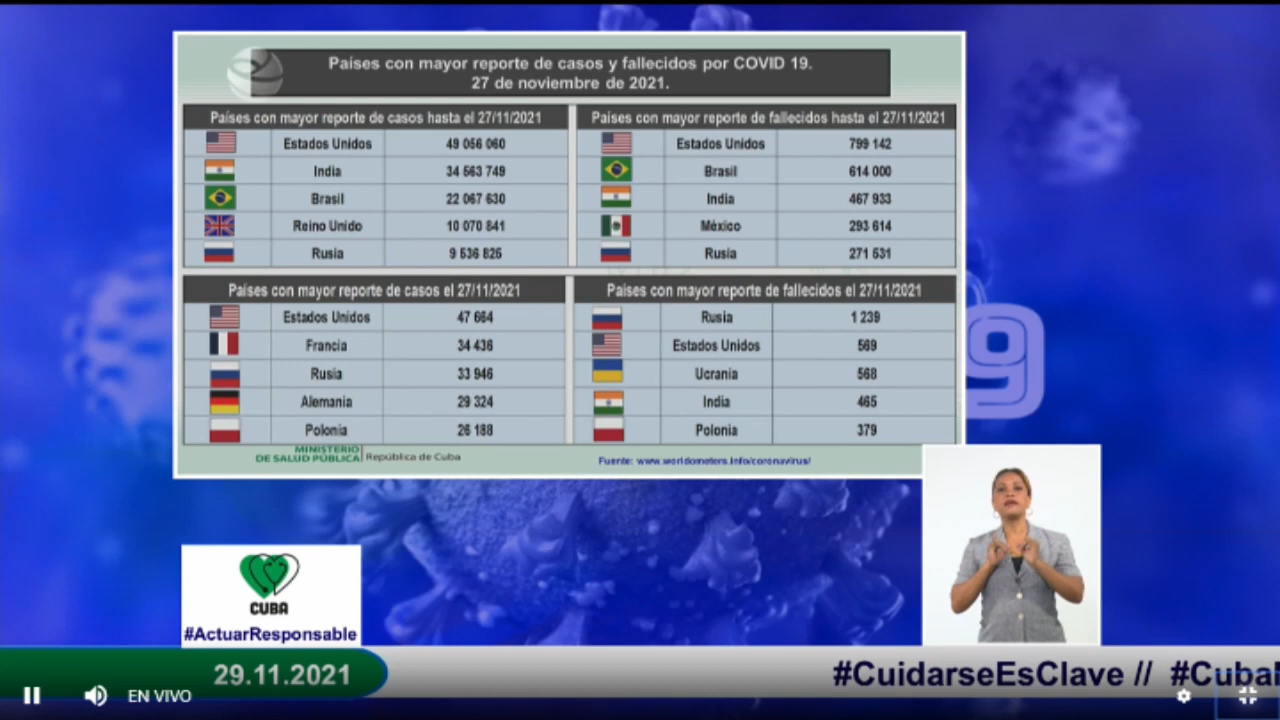 Países con mayor reporte de casos y fallecidos por COVID 19.
27 de noviembre de 2021.
Países con mayor reporte de casos hasta el 27/11/2021
Estados Unidos 49 056 060
India 34 563 749
Brasil 22 067 630
Reino Unido 10 070 841
Rusia 9 536 825
Países con mayor reporte de fallecidos hasta el 27/11/2021
Estados Unidos 799 142
Brasil 614 000
India 467 933
México 293 614
Rusia 271 531
Países con mayor reporte de casos el 27/11/2021
Estados Unidos 47 664
Francia 34 436
Rusia 33 946
Alemania 29 324
Polonia 26 188
Países con mayor reporte de fallecidos el 27/11/2021
Rusia 1 239
Estados Unidos 569
Ucrania 568
India 465
Polonia 379
MINISTERIO
DE SALUD PÚBLICA República de Cuba
Fuente: www.worldometers.info/coronavirus/
9
CUBA
#ActuarResponsable
29.11.2021
#CuidarseEsClave // #Cuba
EN VIVO